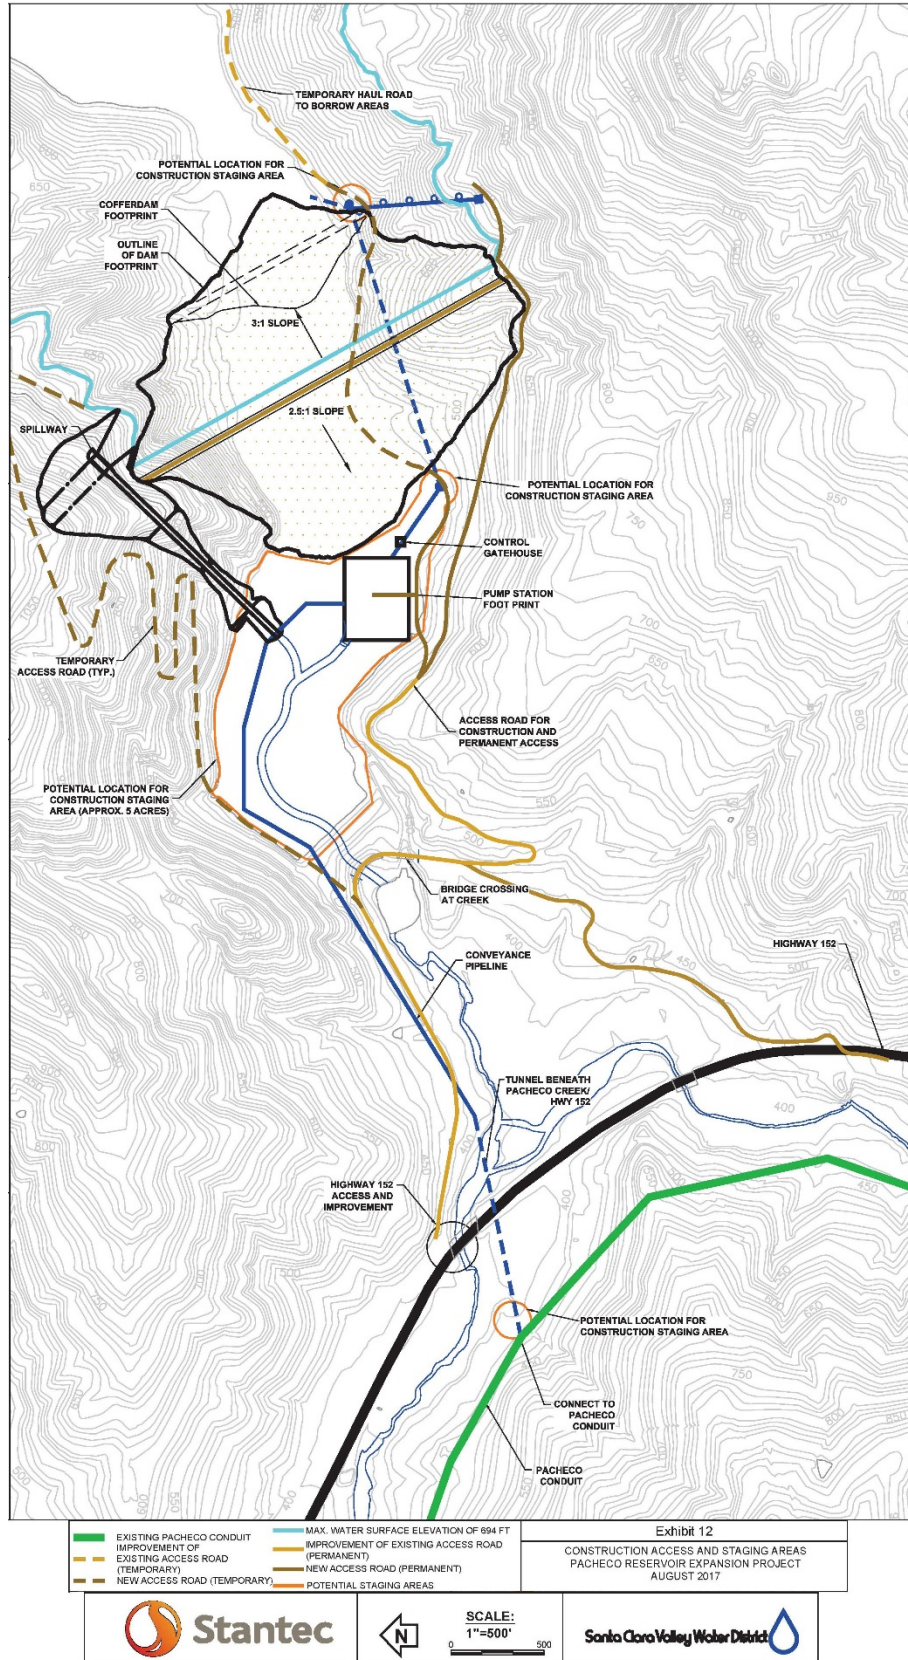 TEMPORARY HAUL ROAD
TO BORROW AREAS
POTENTIAL LOCATION FOR
CONSTRUCTION STAGING AREA
COFFERDAM
FOOTPRINT
OUTLINE
OF DAM
FOOTPRINT
3:1 SLOPE
2.5:1 SLOPE
SPILLWAY
POTENTIAL LOCATION FOR
CONSTRUCTION STAGING AREA
CONTROL
GATEHOUSE
PUMP STATION
FOOT PRINT
TEMPORARY
ACCESS ROAD (TYP.)
ACCESS ROAD FOR
CONSTRUCTION AND
PERMANENT ACCESS
POTENTIAL LOCATION FOR
CONSTRUCTION STAGING
AREA (APPROX. 5 ACRES)
BRIDGE CROSSING
AT CREEK
HIGHWAY 152
CONVEYANCE
PIPELINE
TUNNEL BENEATH
PACHECO CREEK/
HWY 152
HIGHWAY 152
ACCESS AND
IMPROVEMENT
POTENTIAL LOCATION FOR
CONSTRUCTION STAGING AREA
CONNECT TO
PACHECO
CONDUIT
PACHECO
CONDUIT
EXISTING PACHECO CONDUIT
IMPROVEMENT OF
EXISTING ACCESS ROAD
(TEMPORARY)
NEW ACCESS ROAD (TEMPORARY)
MAX. WATER SURFACE ELEVATION OF 694 FT
IMPROVEMENT OF EXISTING ACCESS ROAD
(PERMANENT)
NEW ACCESS ROAD (PERMANENT)
POTENTIAL STAGING AREAS
Exhibit 12
CONSTRUCTION ACCESS AND STAGING AREAS
PACHECO RESERVOIR EXPANSION PROJECT
AUGUST 2017
Stantec
N
SCALE:
1"=500'
0 500
Santa Clara Valley Water District